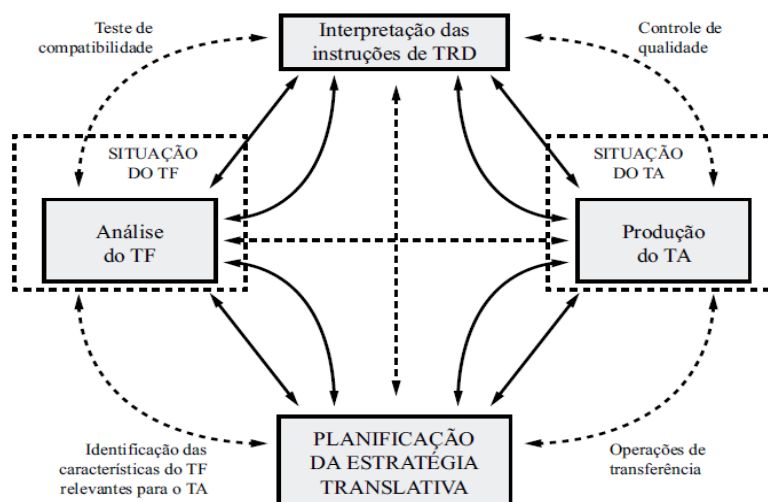 Teste de
compatibilidade
Interpretação das
instruções de TRD
Controle de
qualidade
SITUAÇÃO
DO TF
SITUAÇÃO
DO TA
Análise
do TF
Produção
do TA
Identificação das
características do TF
relevantes para o TA
PLANIFICAÇÃO
DA ESTRATÉGIA
TRANSLATIVA
Operações de
transferência